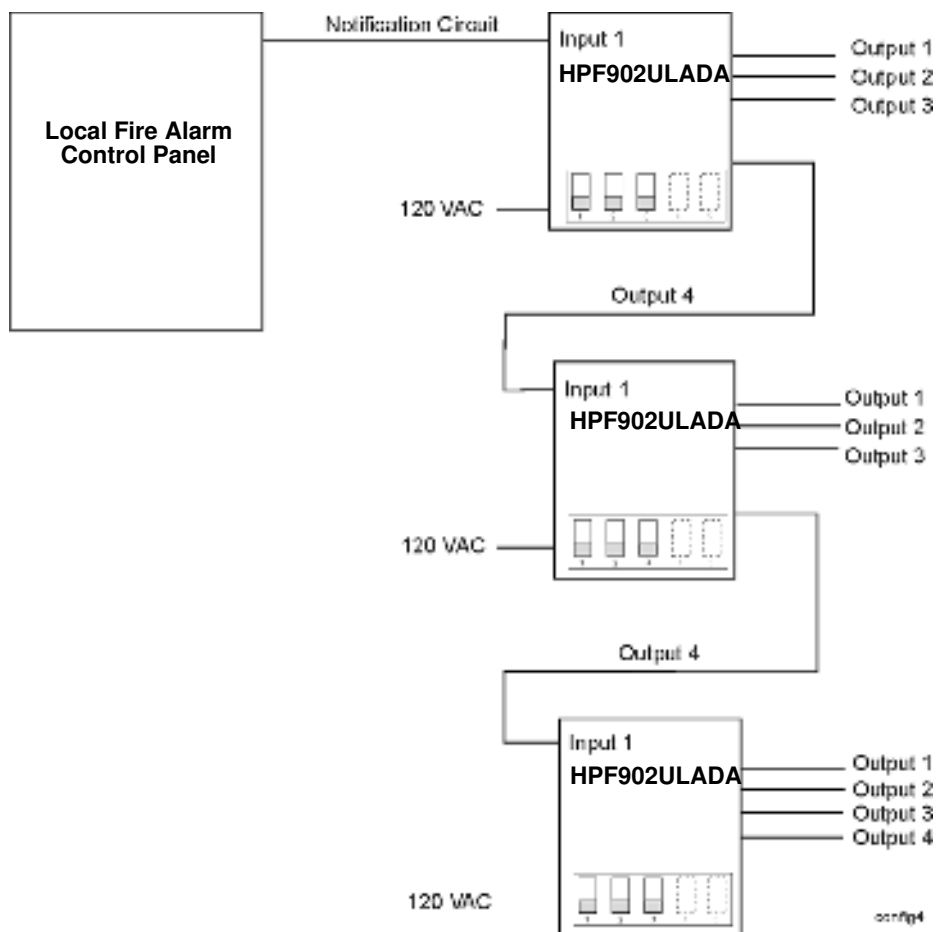 Notification Circuit
Local Fire Alarm
Control Panel
Input 1
HPF902ULADA
Output 1
Output 2
Output 3
120 VAC
Output 4
Input 1
HPF902ULADA
Output 1
Output 2
Output 3
120 VAC
Output 4
Input 1
HPF902ULADA
Output 1
Output 2
Output 3
Output 4
120 VAC
config4